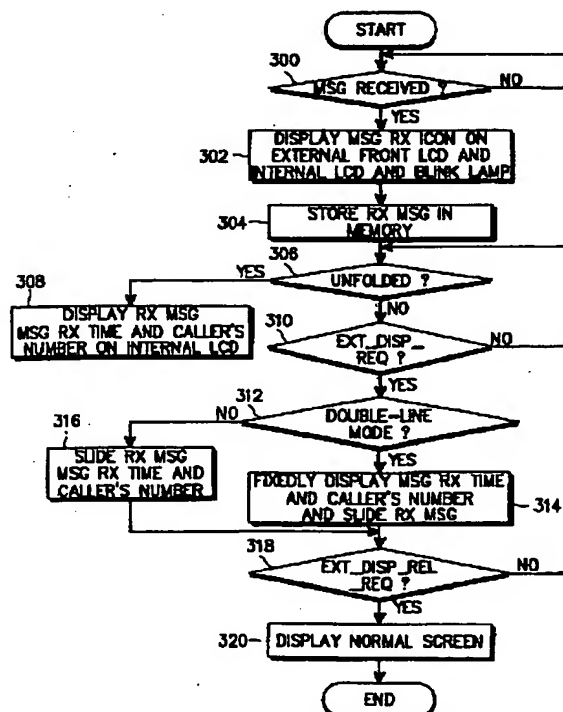 START
300
MSG RECEIVED ?
NO
YES
302
DISPLAY MSG RX ICON ON
EXTERNAL FRONT LCD AND
INTERNAL LCD AND BLINK LAMP
304
STORE RX MSG IN
MEMORY
306
YES
UNFOLDED ?
308
NO
DISPLAY RX MSG
MSG RX TIME AND CALLER'S
NUMBER ON INTERNAL LCD
310
EXT_DISP_
REQ ?
NO
YES
312
NO
DOUBLE-LINE
MODE ?
316
YES
SLIDE RX MSG
MSG RX TIME AND
CALLER'S NUMBER
FIXEDLY DISPLAY MSG RX TIME
AND CALLER'S NUMBER
AND SLIDE RX MSG
314
318
EXT_DISP_REL
_REQ ?
NO
YES
320
DISPLAY NORMAL SCREEN
END